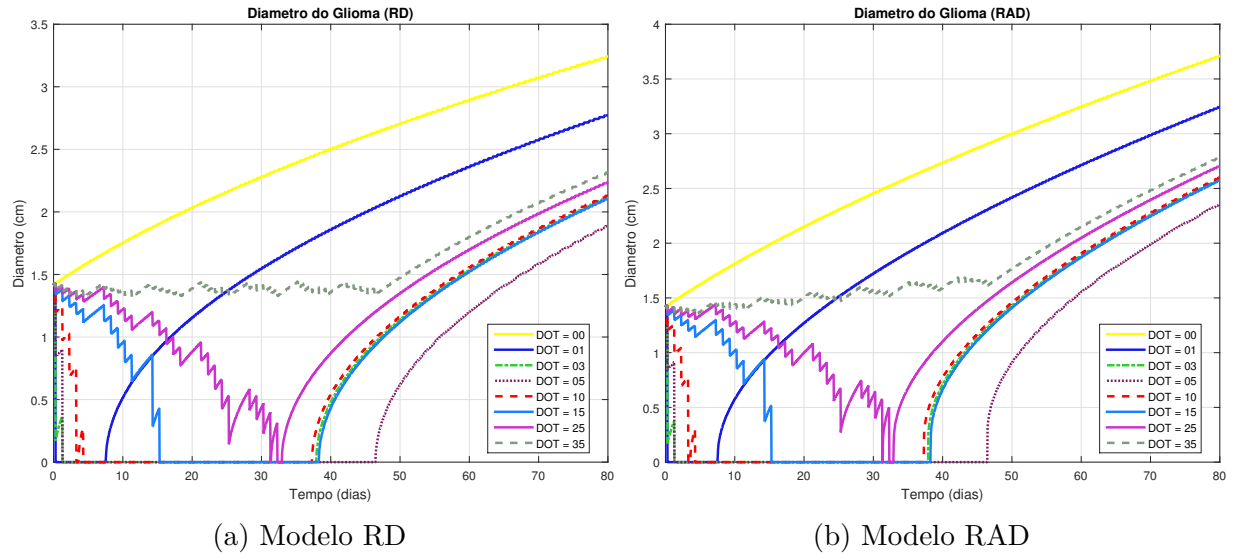 Diametro do Glioma (RD)
3.5
3
2.5
2
1.5
1
0.5
0
Diametro (cm)
0 10 20 30 40 50 60 70 80
Tempo (dias)
DOT = 00
DOT = 01
DOT = 03
DOT = 05
DOT = 10
DOT = 15
DOT = 25
DOT = 35
(a) Modelo RD
Diametro do Glioma (RAD)
4
3.5
3
2.5
2
1.5
1
0.5
0
Diametro (cm)
0 10 20 30 40 50 60 70 80
Tempo (dias)
DOT = 00
DOT = 01
DOT = 03
DOT = 05
DOT = 10
DOT = 15
DOT = 25
DOT = 35
(b) Modelo RAD